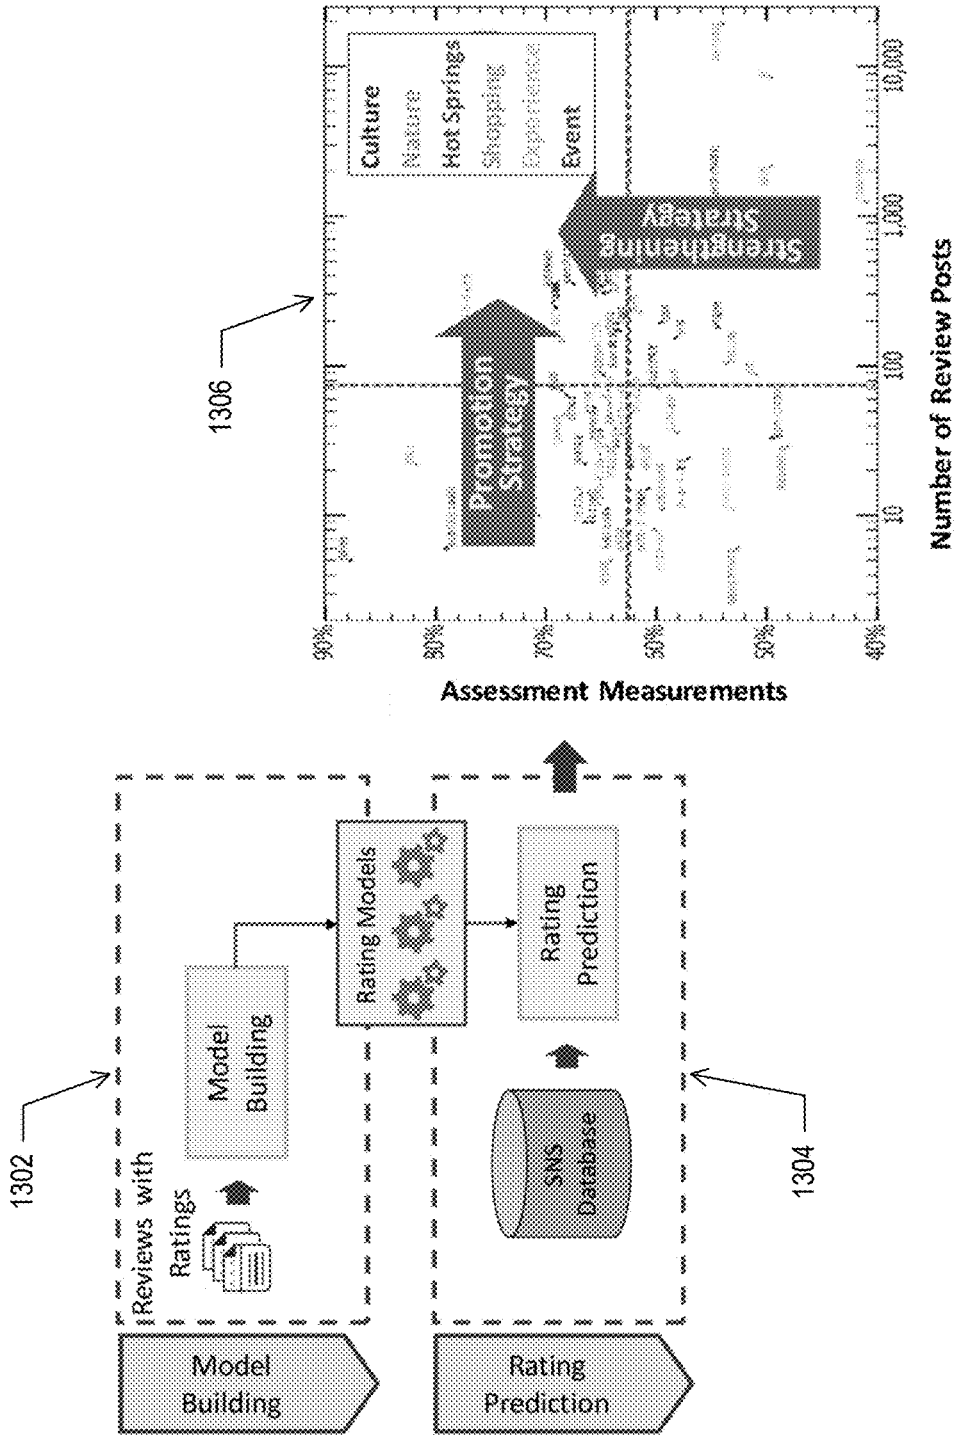 1302
Model
Building
Reviews with
Ratings
Model
Building
Rating Models
Rating
Prediction
SNS
Database
Rating
Prediction
1304
1306
Assessment Measurements
90%
80%
70%
60%
50%
40%
Promotion
Strategy
Strengthening
Strategy
Culture
Nature
Hot Springs
Shopping
Experience
Event
10
100
1,000
10,000
Number of Review Posts